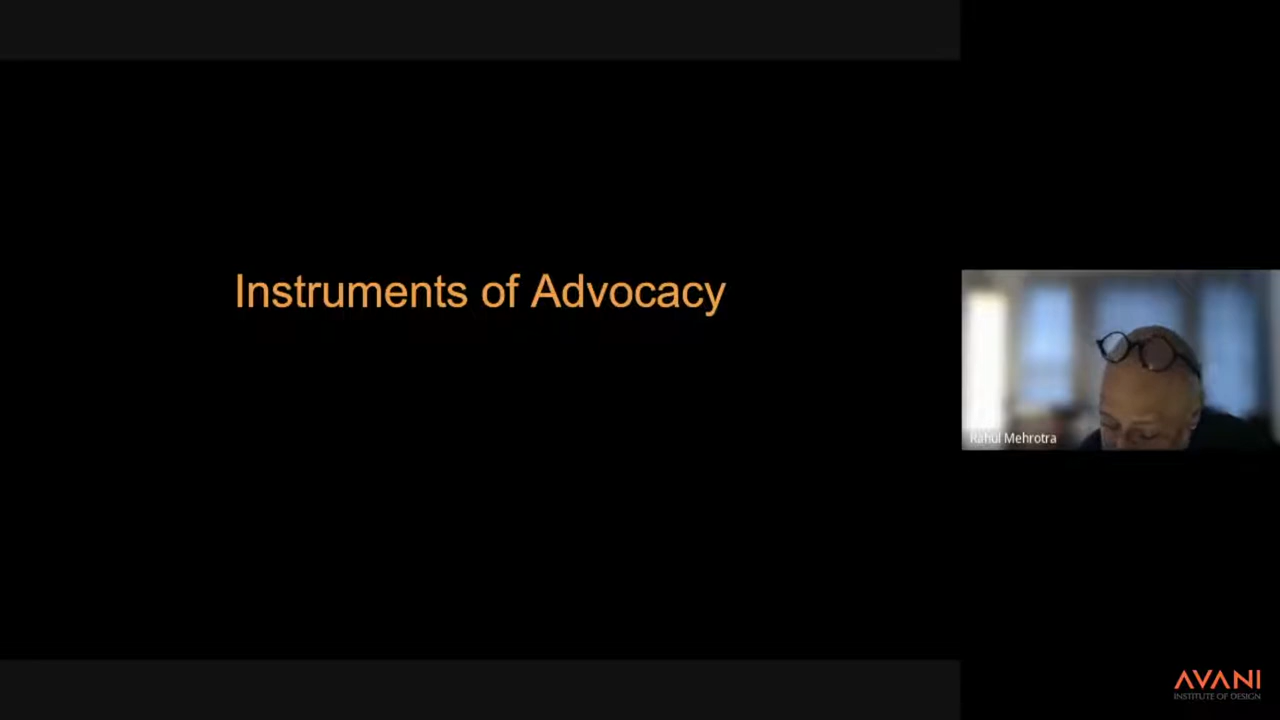 Instruments of Advocacy
Rahul Mehrotra
AVANI
INSTITUTE OF DESIGN